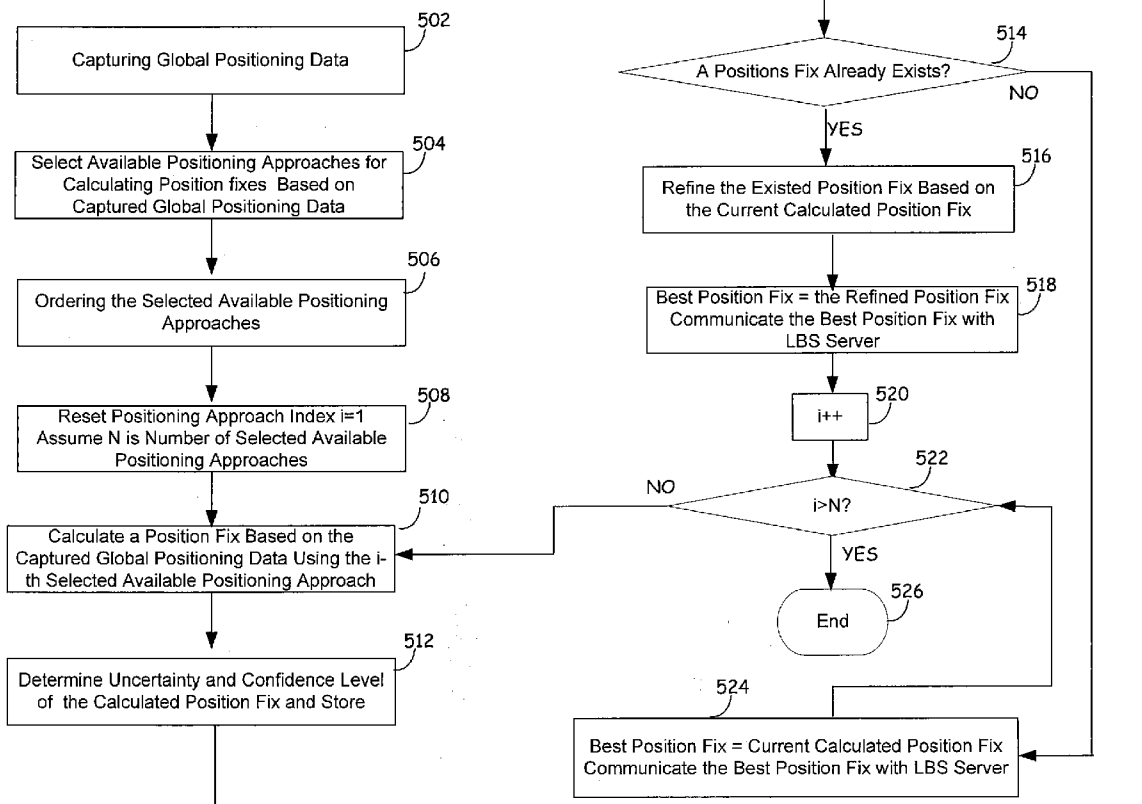 502
Capturing Global Positioning Data
504
Select Available Positioning Approaches for
Calculating Position fixes Based on
Captured Global Positioning Data
506
Ordering the Selected Available Positioning
Approaches
508
Reset Positioning Approach Index i=1
Assume N is Number of Selected Available
Positioning Approaches
510
Calculate a Position Fix Based on the
Captured Global Positioning Data Using the i-
th Selected Available Positioning Approach
512
Determine Uncertainty and Confidence Level
of the Calculated Position Fix and Store
514
A Positions Fix Already Exists?
NO
YES
516
Refine the Existed Position Fix Based on
the Current Calculated Position Fix
518
Best Position Fix = the Refined Position Fix
Communicate the Best Position Fix with
LBS Server
520
i++
522
NO
i>N?
YES
526
End
524
Best Position Fix = Current Calculated Position Fix
Communicate the Best Position Fix with LBS Server